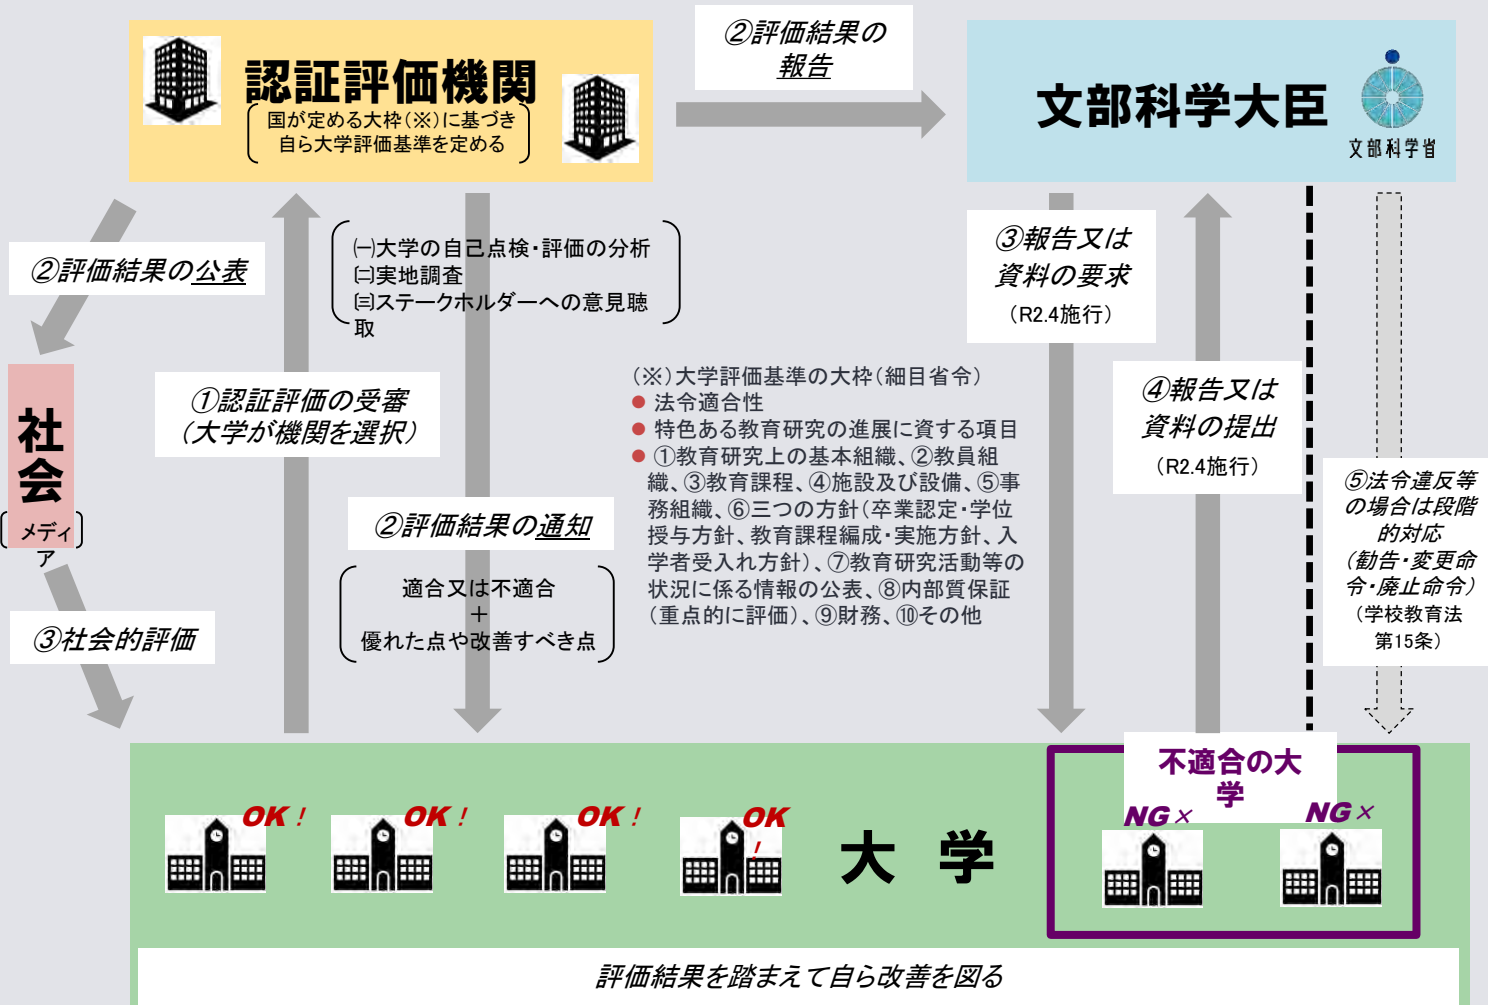 認証評価機関
国が定める大枠(※)に基づき
自ら大学評価基準を定める
②評価結果の
報告
文部科学大臣
文部科学省
②評価結果の公表
㈠大学の自己点検・評価の分析
㈡実地調査
㈢ステークホルダーへの意見聴
取
③報告又は
資料の要求
(R2.4施行)
社会
メディ
ア
①認証評価の受審
(大学が機関を選択)
(※)大学評価基準の大枠(細目省令)
● 法令適合性
● 特色ある教育研究の進展に資する項目
● ①教育研究上の基本組織、②教員組
織、③教育課程、④施設及び設備、⑤事
務組織、⑥三つの方針(卒業認定・学位
授与方針、教育課程編成・実施方針、入
学者受入れ方針)、⑦教育研究活動等の
状況に係る情報の公表、⑧内部質保証
(重点的に評価)、⑨財務、⑩その他
④報告又は
資料の提出
(R2.4施行)
⑤法令違反等
の場合は段階
的対応
(勧告・変更命
令・廃止命令)
(学校教育法
第15条)
②評価結果の通知
適合又は不適合
+
優れた点や改善すべき点
③社会的評価
不適合の大
学
OK!
OK!
OK!
OK
!
大 学
NG×
NG×
評価結果を踏まえて自ら改善を図る